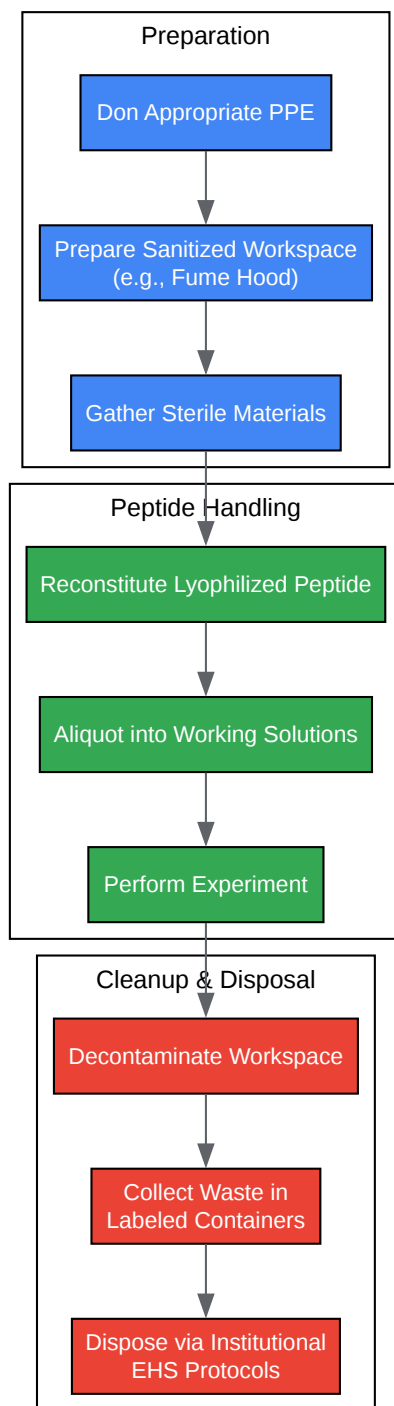 Preparation
Don Appropriate PPE
Prepare Sanitized Workspace
(e.g., Fume Hood)
Gather Sterile Materials
Peptide Handling
Reconstitute Lyophilized Peptide
Aliquot into Working Solutions
Perform Experiment
Cleanup & Disposal
Decontaminate Workspace
Collect Waste in
Labeled Containers
Dispose via Institutional
EHS Protocols